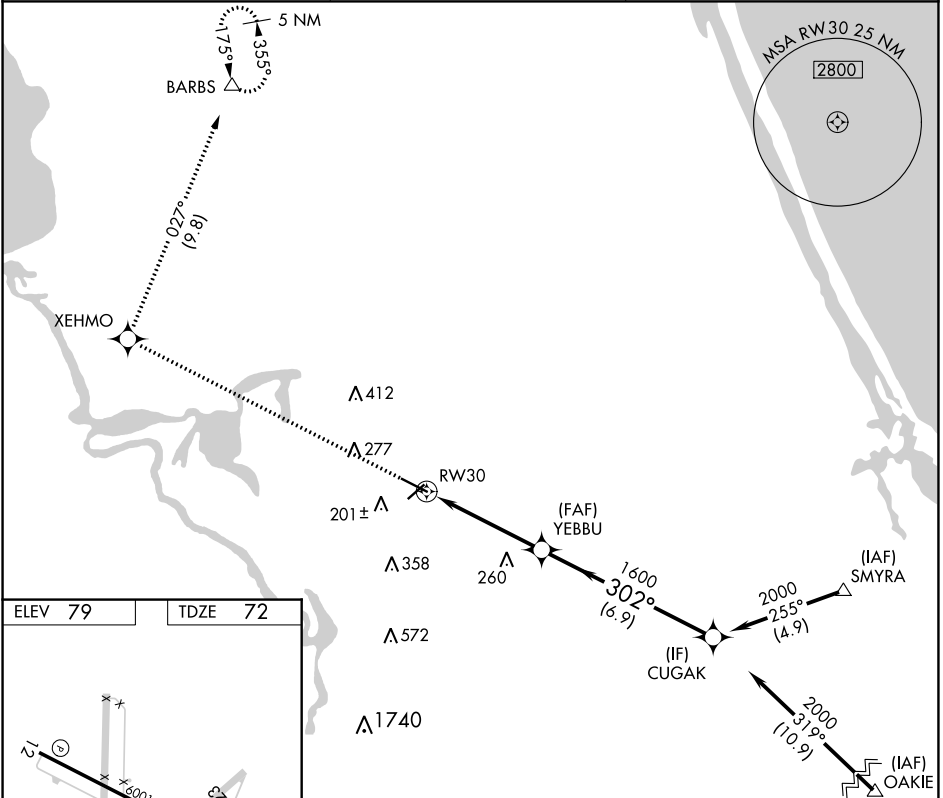 5 NM
175°
355°
BARBS
MSA RW30 25 NM
2800
027°
(9.8)
XEHMO
412
277
RW30
201±
(FAF)
YEBBU
358
260
1600
302°
(6.9)
(IAF)
SMYRA
2000
255°
(4.9)
572
(IF)
CUGAK
1740
2000
319°
(10.9)
(IAF)
OAKIE
ELEV 79
TDZE 72
x x
12
P
x x